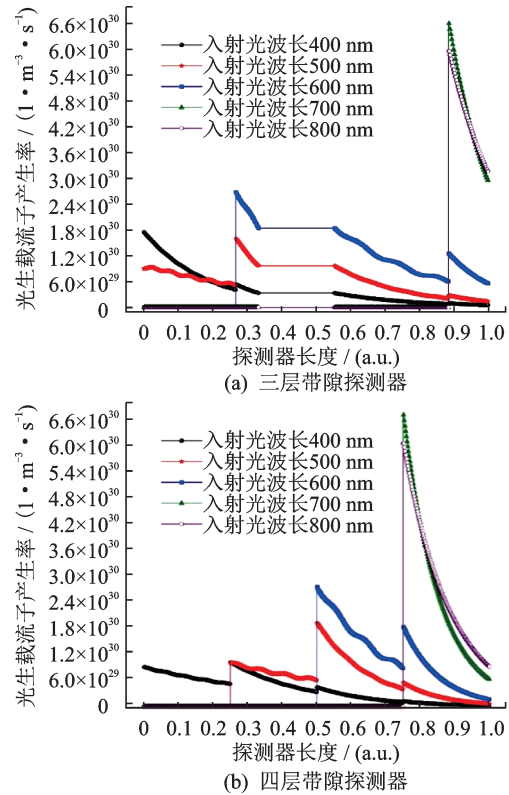 光生载流子产生率 / (1·m⁻³·s⁻¹)
6.6×10³⁰
6.0×10³⁰
5.4×10³⁰
4.8×10³⁰
4.2×10³⁰
3.6×10³⁰
3.0×10³⁰
2.4×10³⁰
1.8×10³⁰
1.2×10³⁰
6.0×10²⁹
0
入射光波长400 nm
入射光波长500 nm
入射光波长600 nm
入射光波长700 nm
入射光波长800 nm
0 0.1 0.2 0.3 0.4 0.5 0.6 0.7 0.8 0.9 1.0
探测器长度 / (a.u.)
(a) 三层带隙探测器
光生载流子产生率 / (1·m⁻³·s⁻¹)
6.6×10³⁰
6.0×10³⁰
5.4×10³⁰
4.8×10³⁰
4.2×10³⁰
3.6×10³⁰
3.0×10³⁰
2.4×10³⁰
1.8×10³⁰
1.2×10³⁰
6.0×10²⁹
0
入射光波长400 nm
入射光波长500 nm
入射光波长600 nm
入射光波长700 nm
入射光波长800 nm
0 0.1 0.2 0.3 0.4 0.5 0.6 0.7 0.8 0.9 1.0
探测器长度 / (a.u.)
(b) 四层带隙探测器